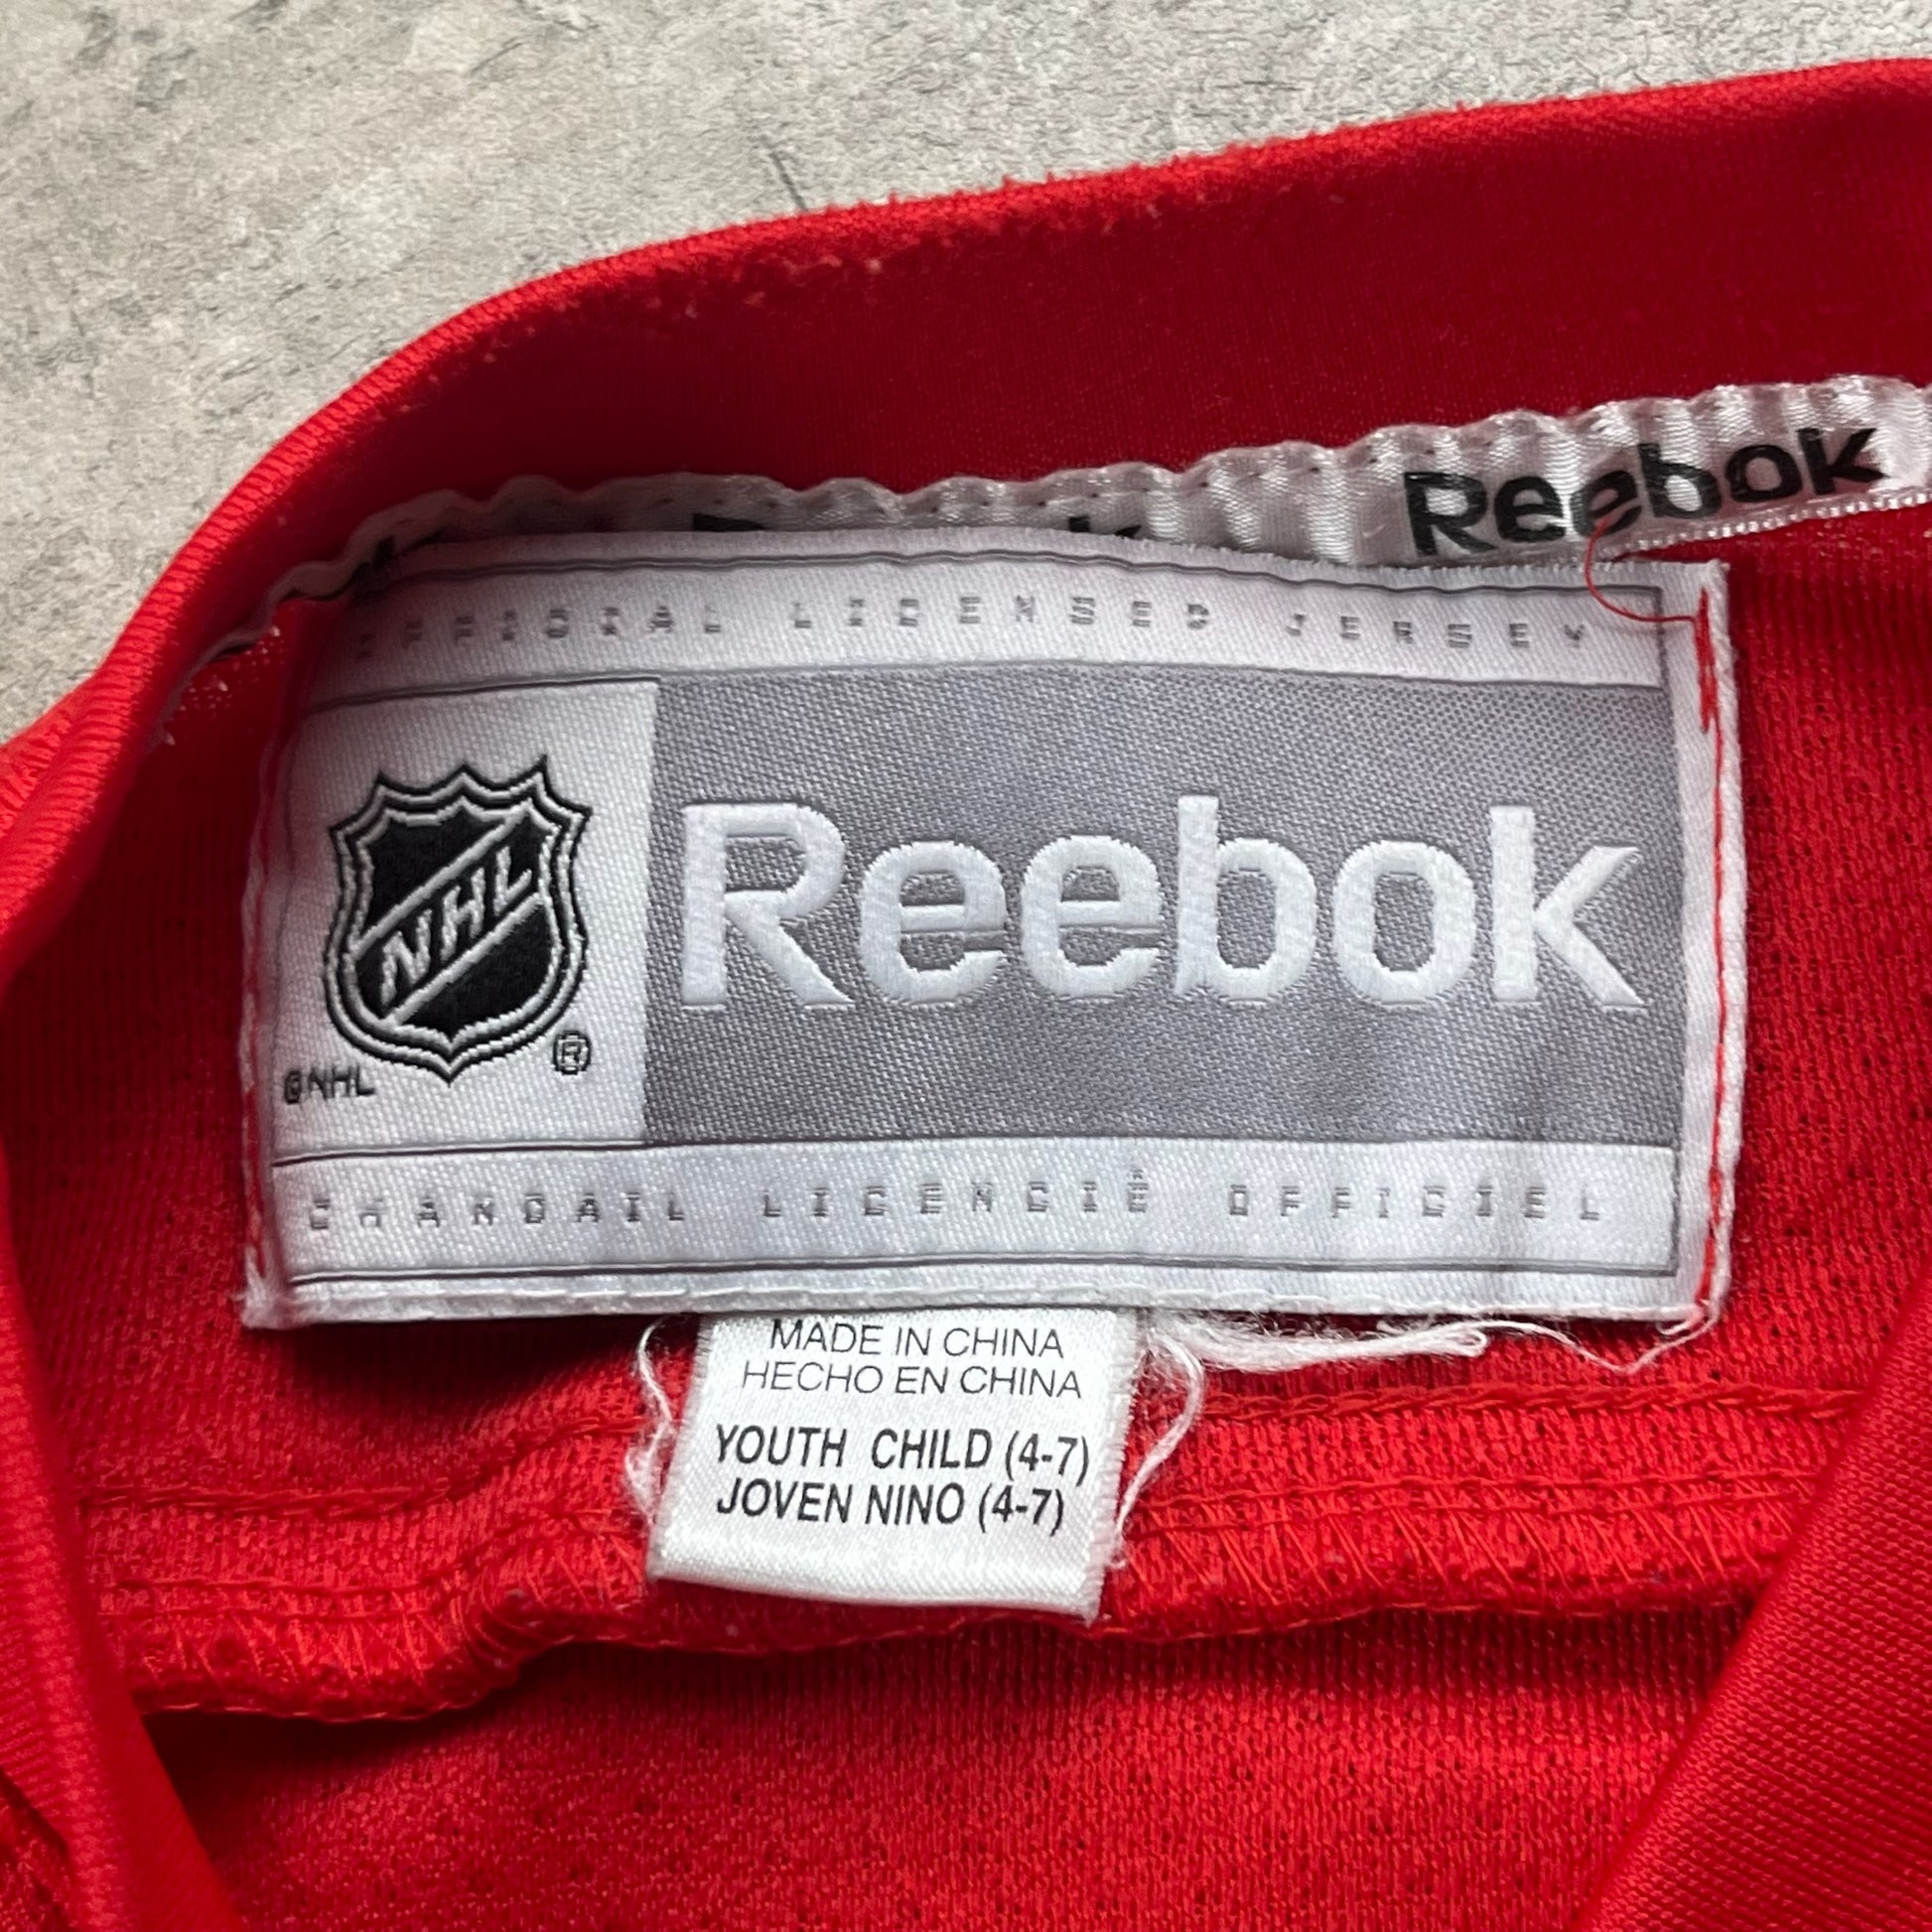 Reebok
OFFICIAL LICENSED JERSEY
NHL
®
Reebok
©NHL
CHANDAIL LICENCIÉ OFFICIEL
MADE IN CHINA
HECHO EN CHINA
YOUTH CHILD (4-7)
JOVEN NINO (4-7)